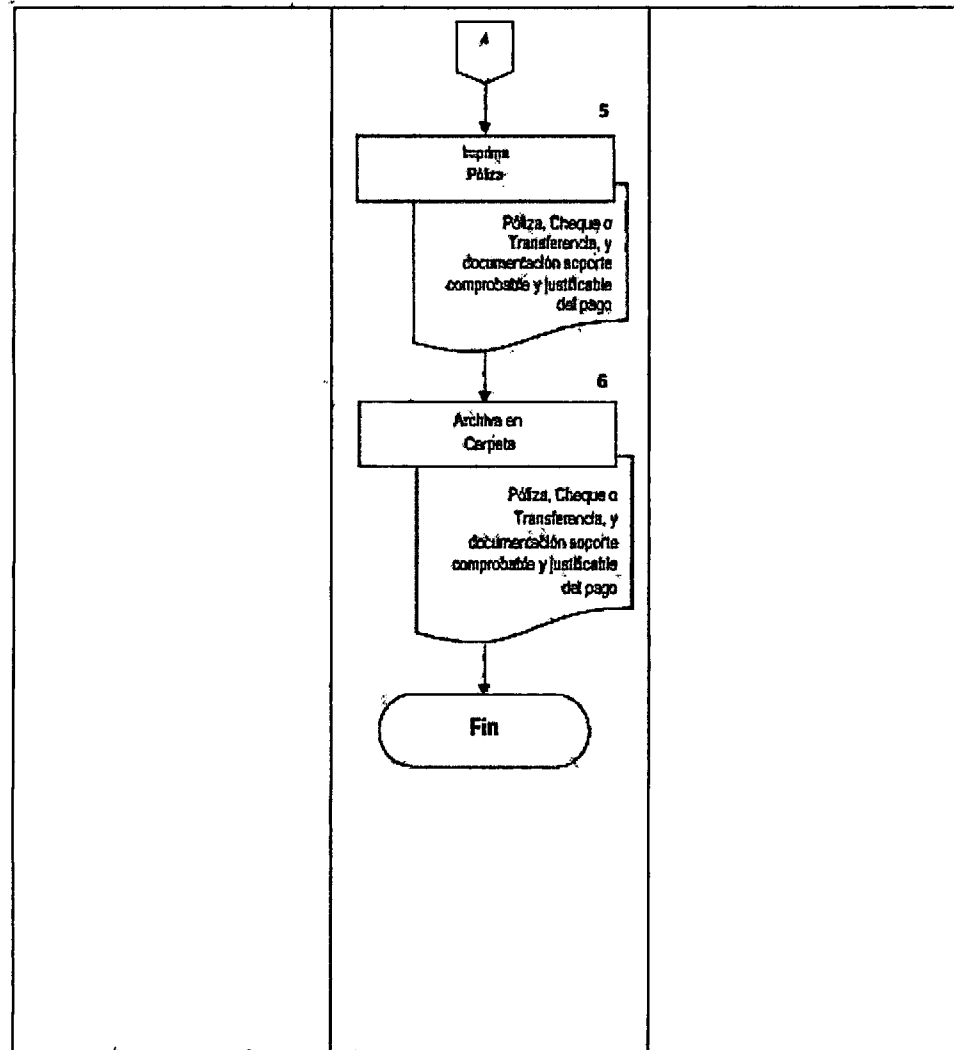 A
5
Imprime
Póliza
Póliza, Cheque o
Transferencia, y
documentación soporte
comprobable y justificable
del pago
6
Archiva en
Carpeta
Póliza, Cheque o
Transferencia, y
documentación soporte
comprobable y justificable
del pago
Fin